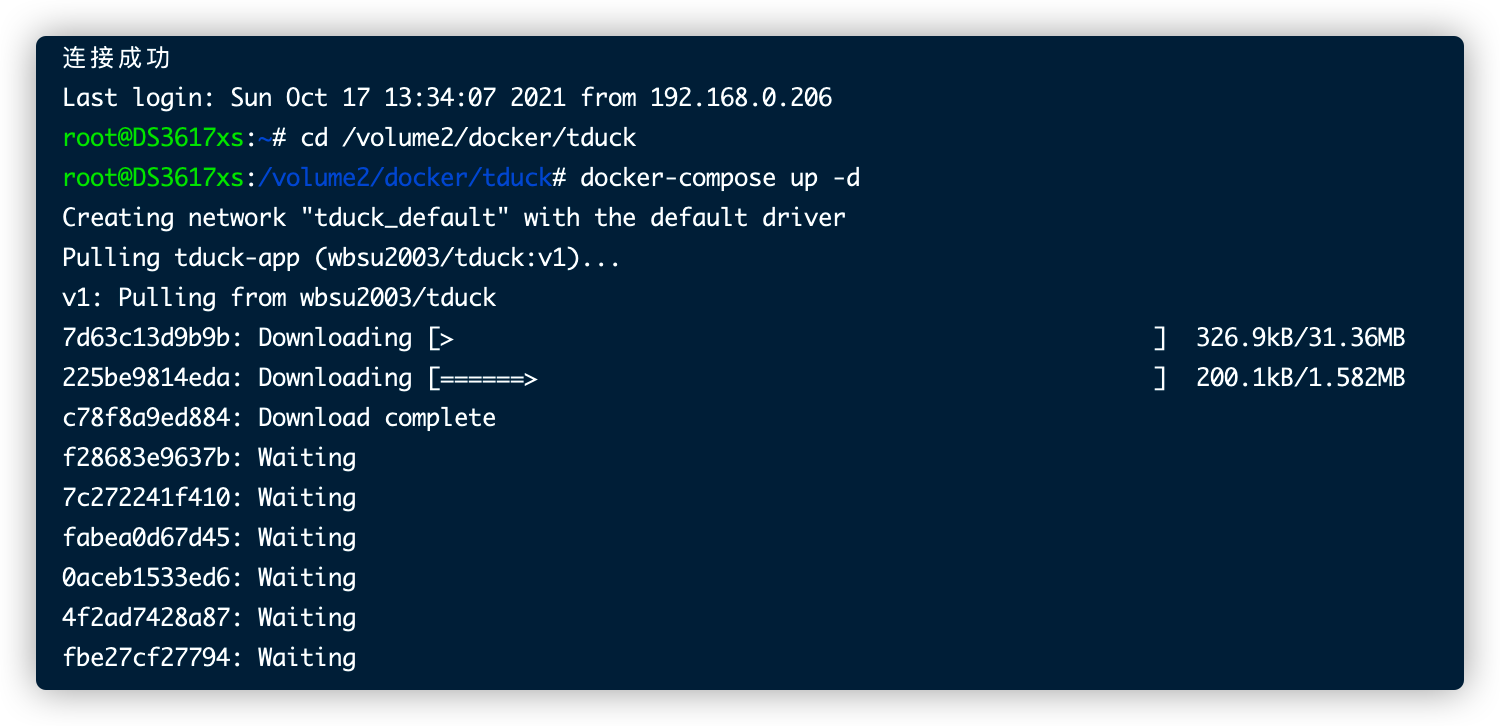 连接成功
Last login: Sun Oct 17 13:34:07 2021 from 192.168.0.206
root@DS3617xs:~# cd /volume2/docker/tduck
root@DS3617xs:/volume2/docker/tduck# docker-compose up -d
Creating network "tduck_default" with the default driver
Pulling tduck-app (wbsu2003/tduck:v1)...
v1: Pulling from wbsu2003/tduck
7d63c13d9b9b: Downloading [>                                                  ]  326.9kB/31.36MB
225be9814eda: Downloading [======>                                            ]  200.1kB/1.582MB
c78f8a9ed884: Download complete
f28683e9637b: Waiting
7c272241f410: Waiting
fabea0d67d45: Waiting
0aceb1533ed6: Waiting
4f2ad7428a87: Waiting
fbe27cf27794: Waiting